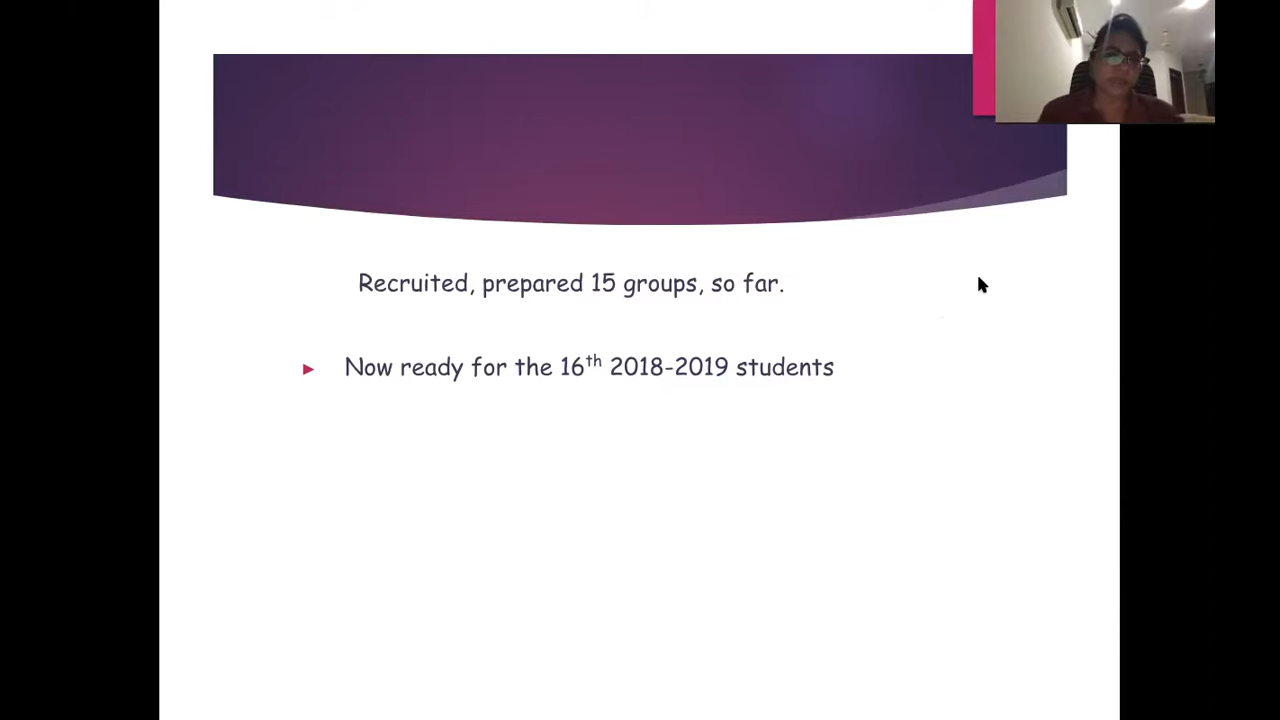 Recruited, prepared 15 groups, so far.
Now ready for the 16th 2018-2019 students